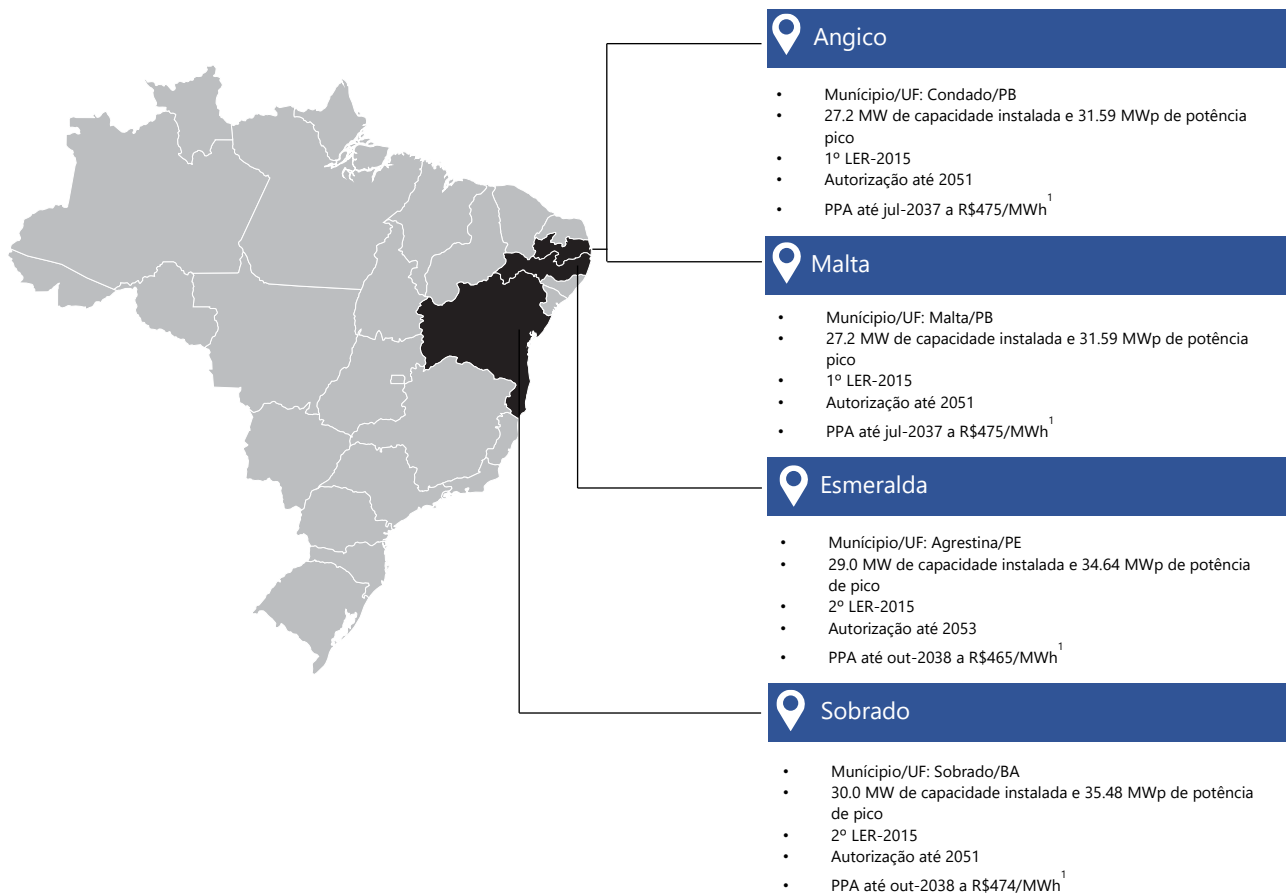 Angico
• Munícipio/UF: Condado/PB
• 27.2 MW de capacidade instalada e 31.59 MWp de potência
pico
• 1º LER-2015
• Autorização até 2051
• PPA até jul-2037 a R$475/MWh¹
Malta
• Munícipio/UF: Malta/PB
• 27.2 MW de capacidade instalada e 31.59 MWp de potência
pico
• 1º LER-2015
• Autorização até 2051
• PPA até jul-2037 a R$475/MWh¹
Esmeralda
• Munícipio/UF: Agrestina/PE
• 29.0 MW de capacidade instalada e 34.64 MWp de potência
de pico
• 2º LER-2015
• Autorização até 2053
• PPA até out-2038 a R$465/MWh¹
Sobrado
• Munícipio/UF: Sobrado/BA
• 30.0 MW de capacidade instalada e 35.48 MWp de potência
de pico
• 2º LER-2015
• Autorização até 2051
• PPA até out-2038 a R$474/MWh¹